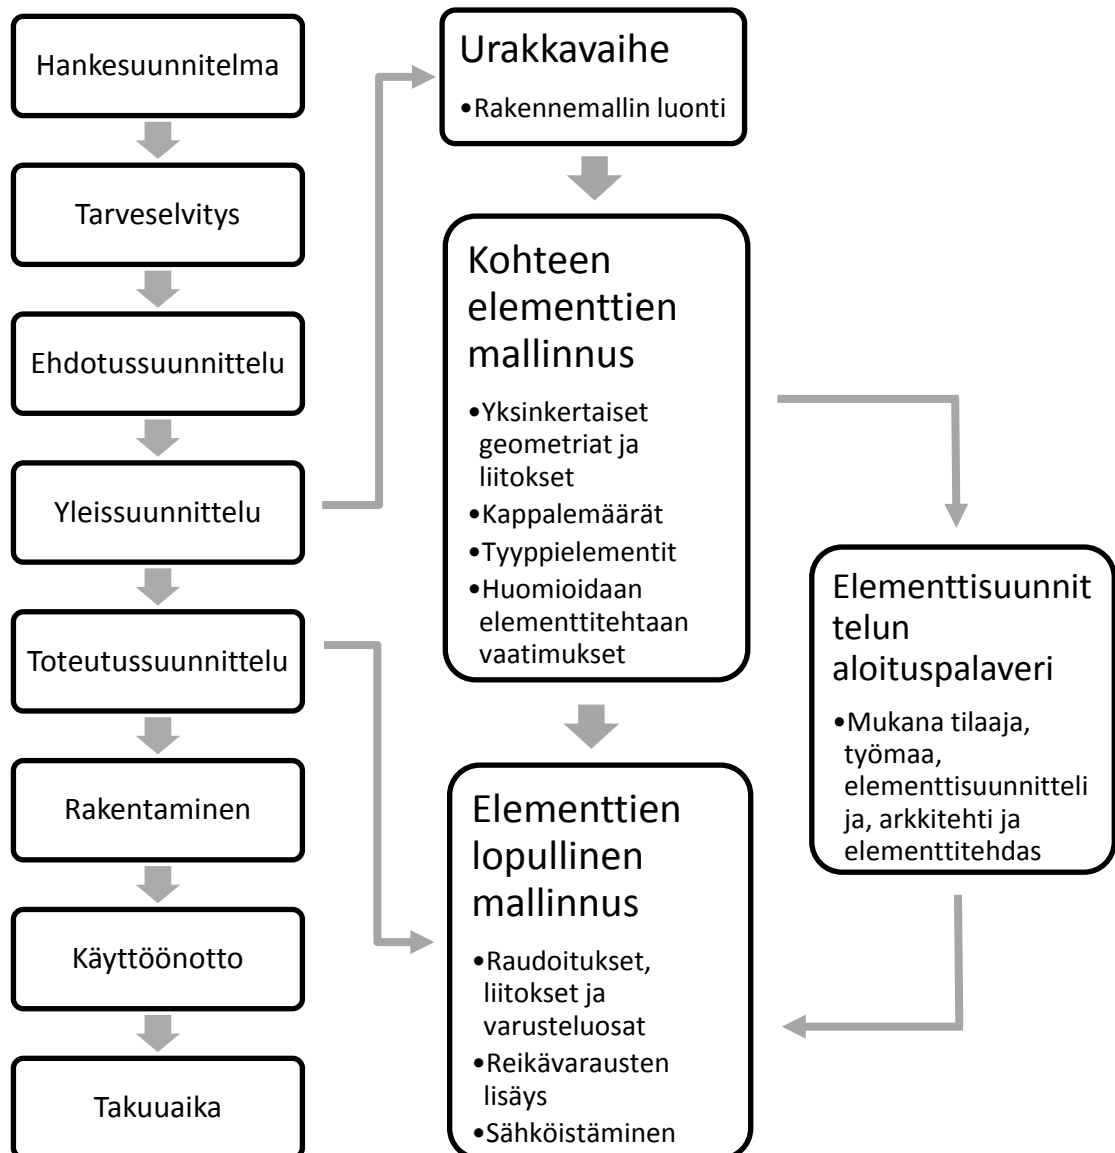 Hankesuunnitelma
Tarveselvitys
Ehdotussuunnittelu
Yleissuunnittelu
Toteutussuunnittelu
Rakentaminen
Käyttöönotto
Takuuaika
Urakkavaihe
•Rakennemallin luonti
Kohteen
elementtien
mallinnus
•Yksinkertaiset
geometriat ja
liitokset
•Kappalemäärät
•Tyyppielementit
•Huomioidaan
elementtitehtaan
vaatimukset
Elementtisuunnit
telun
aloituspalaveri
•Mukana tilaaja,
työmaa,
elementtisuunnitteli
ja, arkkitehti ja
elementtitehdas
Elementtien
lopullinen
mallinnus
•Raudoitukset,
liitokset ja
varusteluosat
•Reikävarausten
lisäys
•Sähköistäminen